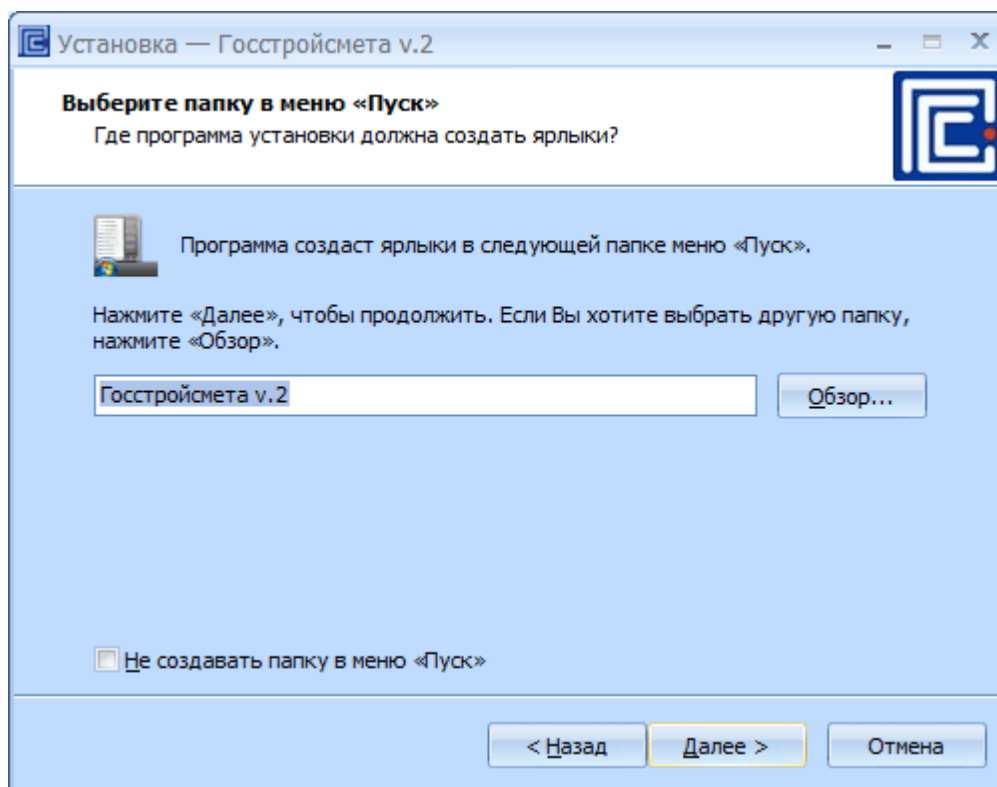 Установка — Госстройсмета v.2
Выберите папку в меню «Пуск»
Где программа установки должна создать ярлыки?
Программа создаст ярлыки в следующей папке меню «Пуск».
Нажмите «Далее», чтобы продолжить. Если Вы хотите выбрать другую папку,
нажмите «Обзор».
Госстройсмета v.2
Обзор...
Не создавать папку в меню «Пуск»
< Назад
Далее >
Отмена